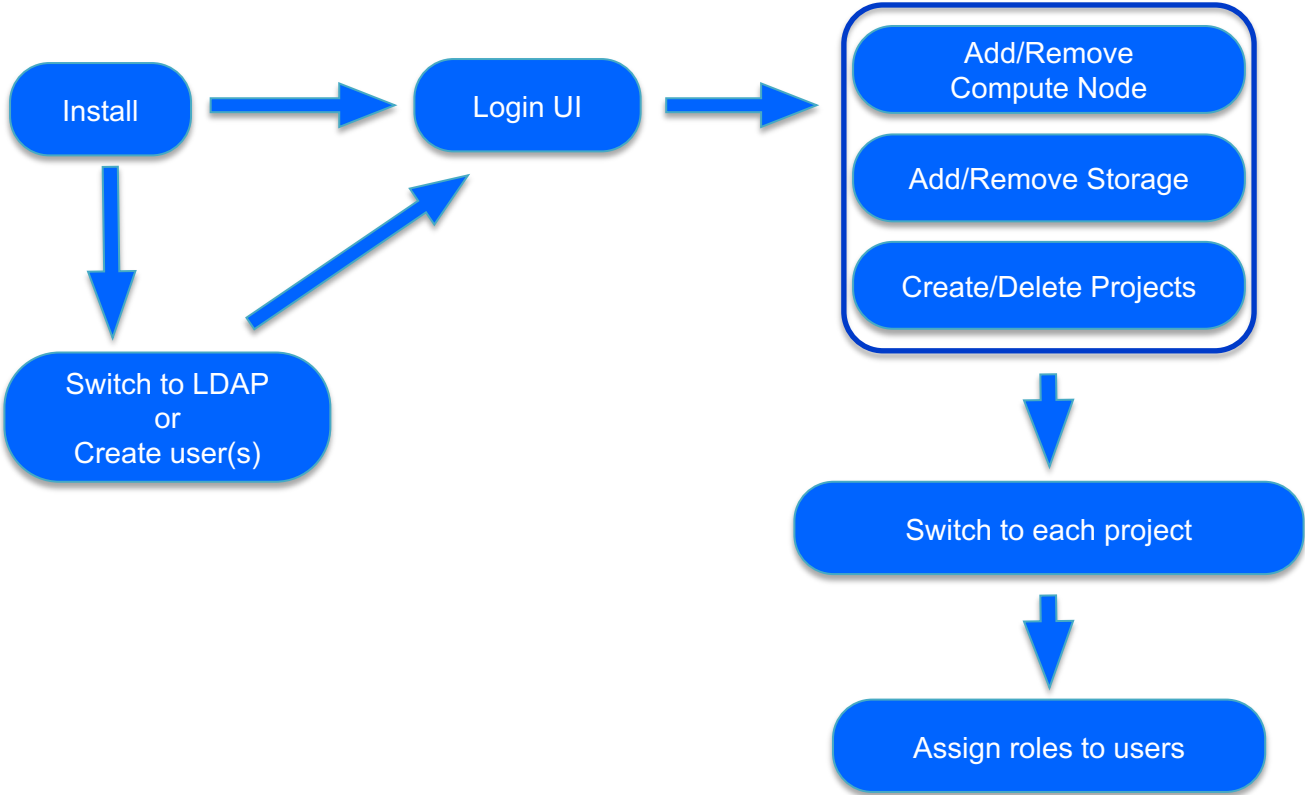 Install
Login UI
Add/Remove
Compute Node
Add/Remove Storage
Create/Delete Projects
Switch to LDAP
or
Create user(s)
Switch to each project
Assign roles to users